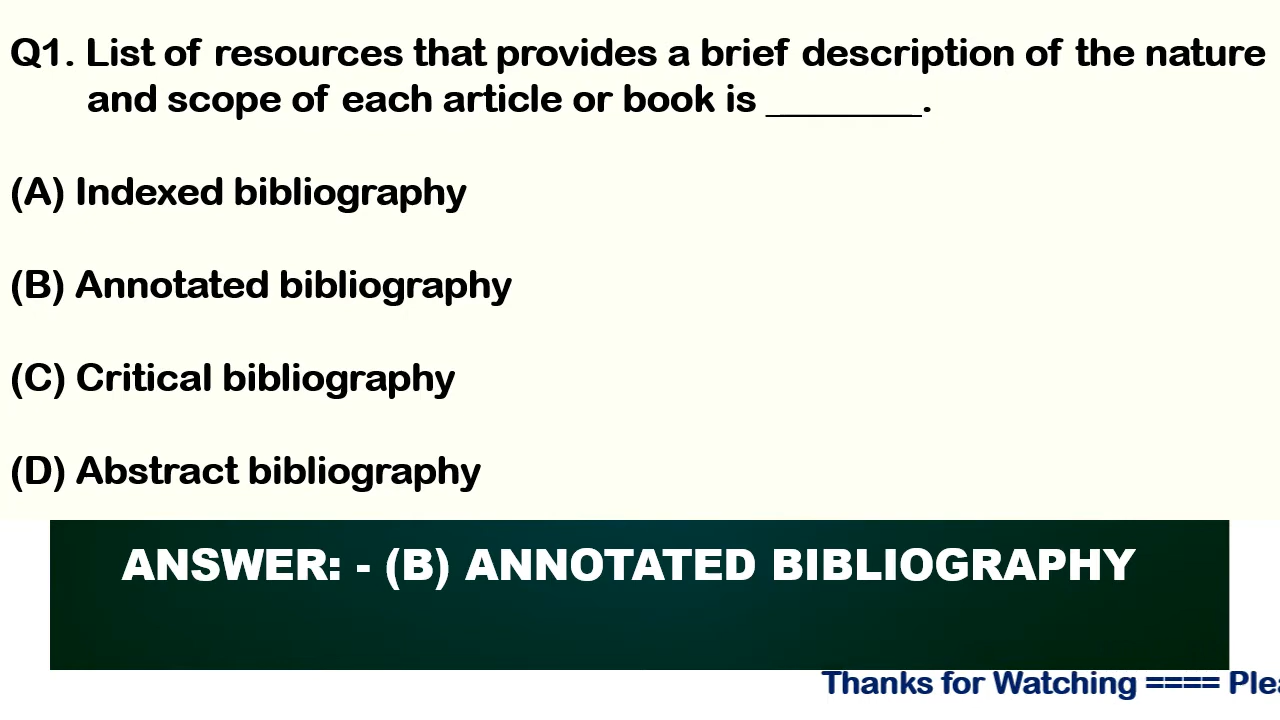 Q1. List of resources that provides a brief description of the nature
and scope of each article or book is ________.
(A) Indexed bibliography
(B) Annotated bibliography
(C) Critical bibliography
(D) Abstract bibliography
ANSWER: - (B) ANNOTATED BIBLIOGRAPHY
Thanks for Watching ====